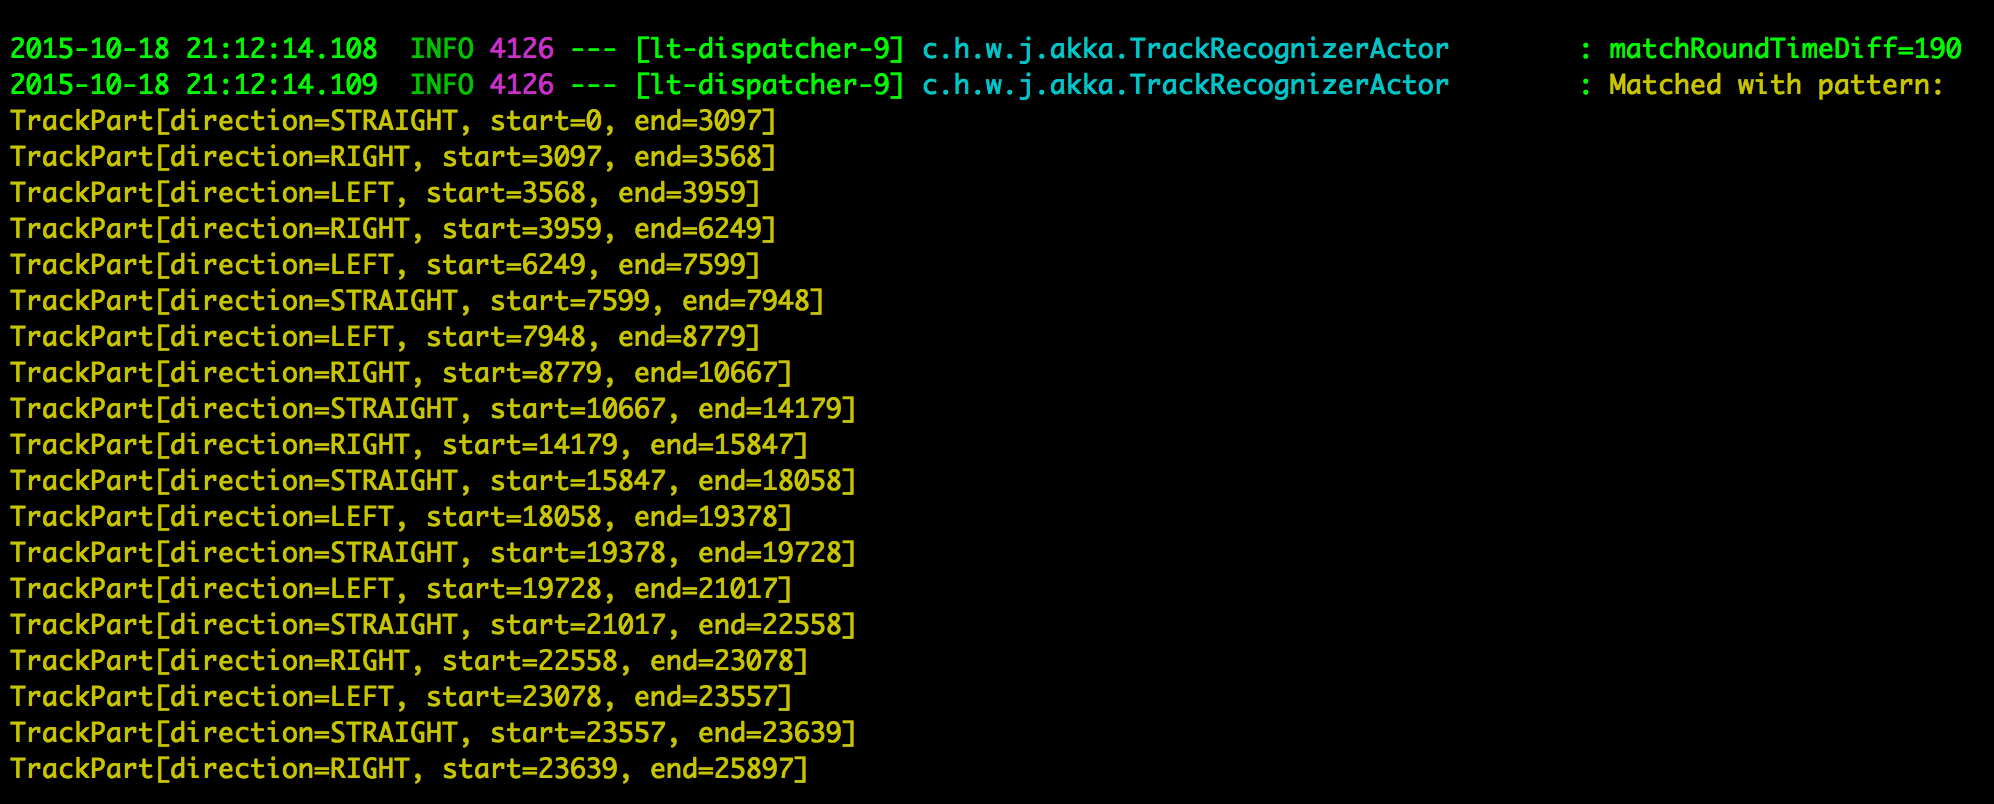 2015-10-18 21:12:14.108  INFO 4126 --- [lt-dispatcher-9] c.h.w.j.akka.TrackRecognizerActor        : matchRoundTimeDiff=190
2015-10-18 21:12:14.109  INFO 4126 --- [lt-dispatcher-9] c.h.w.j.akka.TrackRecognizerActor        : Matched with pattern:
TrackPart[direction=STRAIGHT, start=0, end=3097]
TrackPart[direction=RIGHT, start=3097, end=3568]
TrackPart[direction=LEFT, start=3568, end=3959]
TrackPart[direction=RIGHT, start=3959, end=6249]
TrackPart[direction=LEFT, start=6249, end=7599]
TrackPart[direction=STRAIGHT, start=7599, end=7948]
TrackPart[direction=LEFT, start=7948, end=8779]
TrackPart[direction=RIGHT, start=8779, end=10667]
TrackPart[direction=STRAIGHT, start=10667, end=14179]
TrackPart[direction=RIGHT, start=14179, end=15847]
TrackPart[direction=STRAIGHT, start=15847, end=18058]
TrackPart[direction=LEFT, start=18058, end=19378]
TrackPart[direction=STRAIGHT, start=19378, end=19728]
TrackPart[direction=LEFT, start=19728, end=21017]
TrackPart[direction=STRAIGHT, start=21017, end=22558]
TrackPart[direction=RIGHT, start=22558, end=23078]
TrackPart[direction=LEFT, start=23078, end=23557]
TrackPart[direction=STRAIGHT, start=23557, end=23639]
TrackPart[direction=RIGHT, start=23639, end=25897]